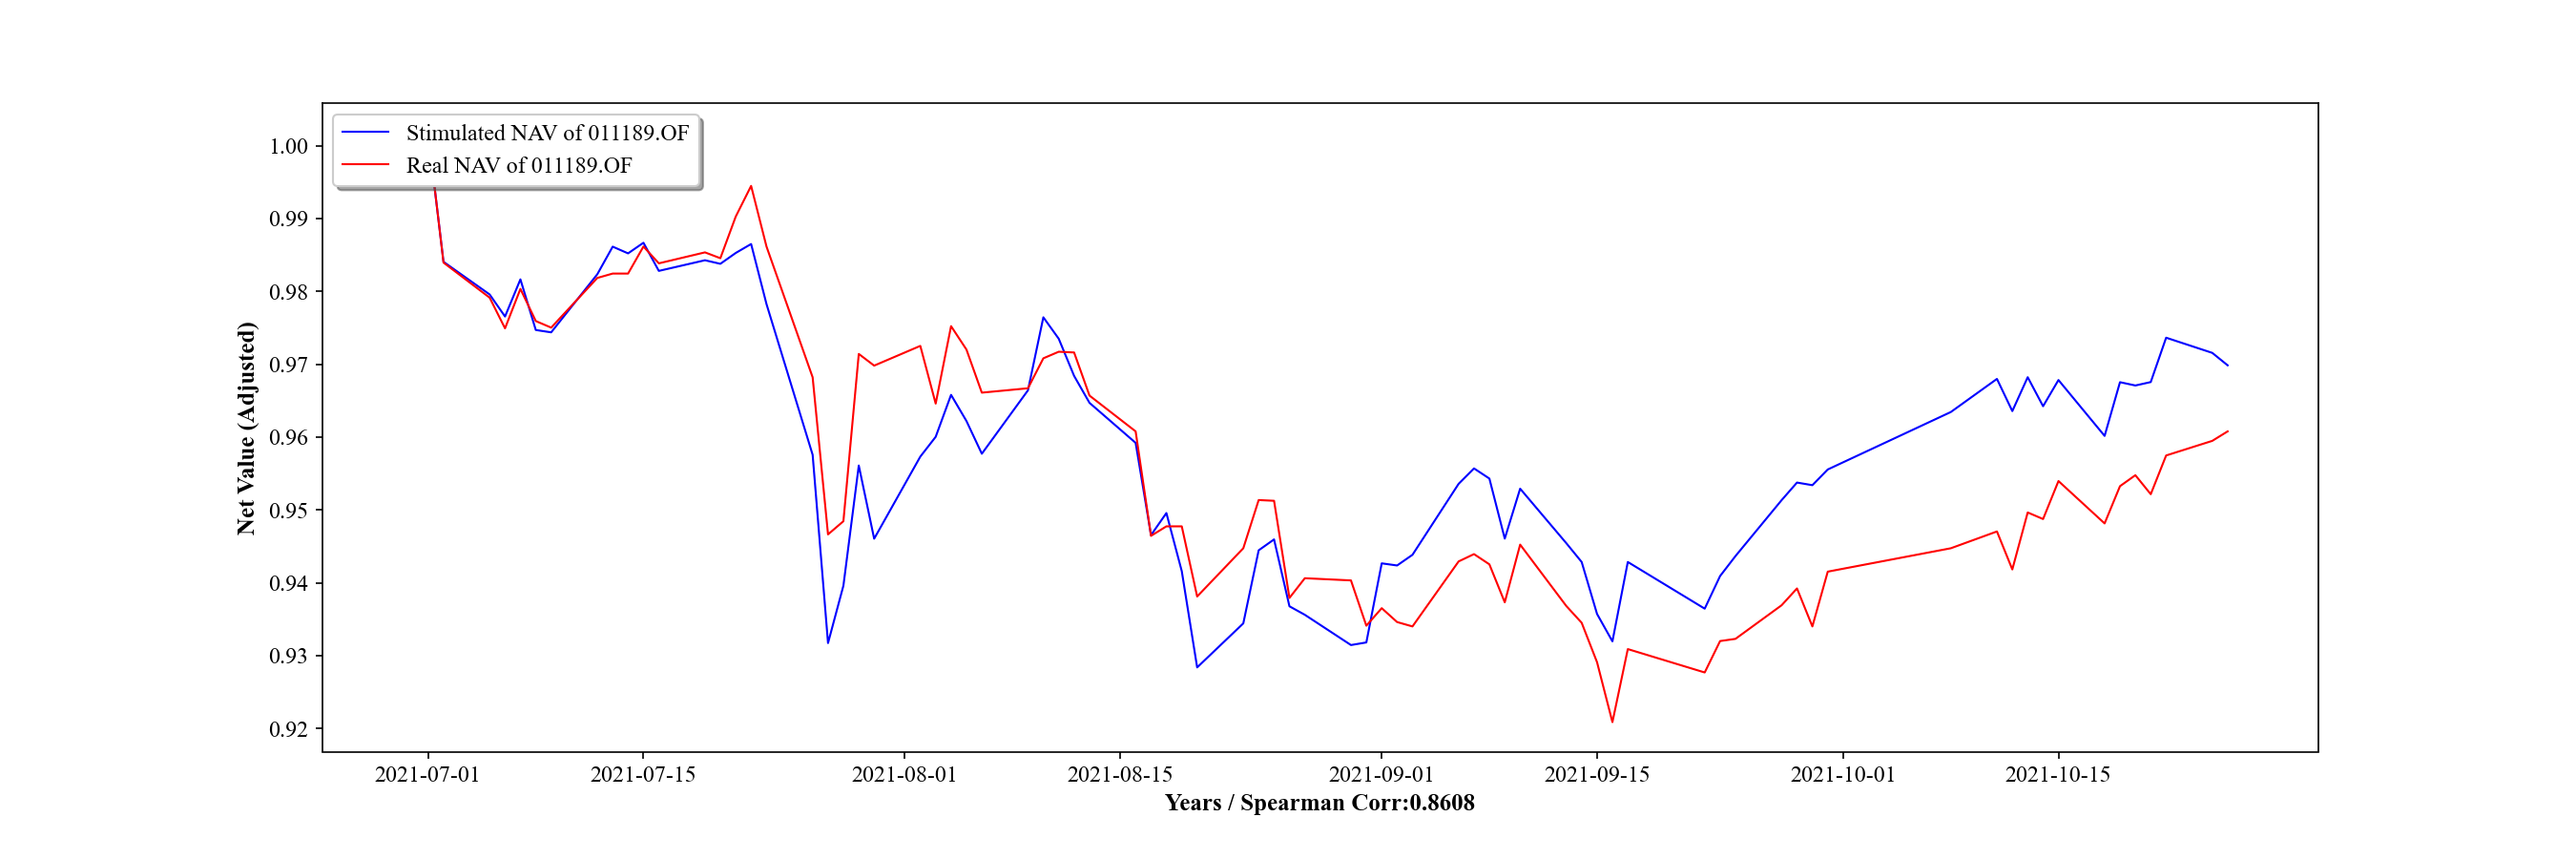 Stimulated NAV of 011189.OF
Real NAV of 011189.OF
1.00
0.99
0.98
0.97
0.96
0.95
0.94
0.93
0.92
Net Value (Adjusted)
2021-07-01 2021-07-15 2021-08-01 2021-08-15 2021-09-01 2021-09-15 2021-10-01 2021-10-15
Years / Spearman Corr:0.8608